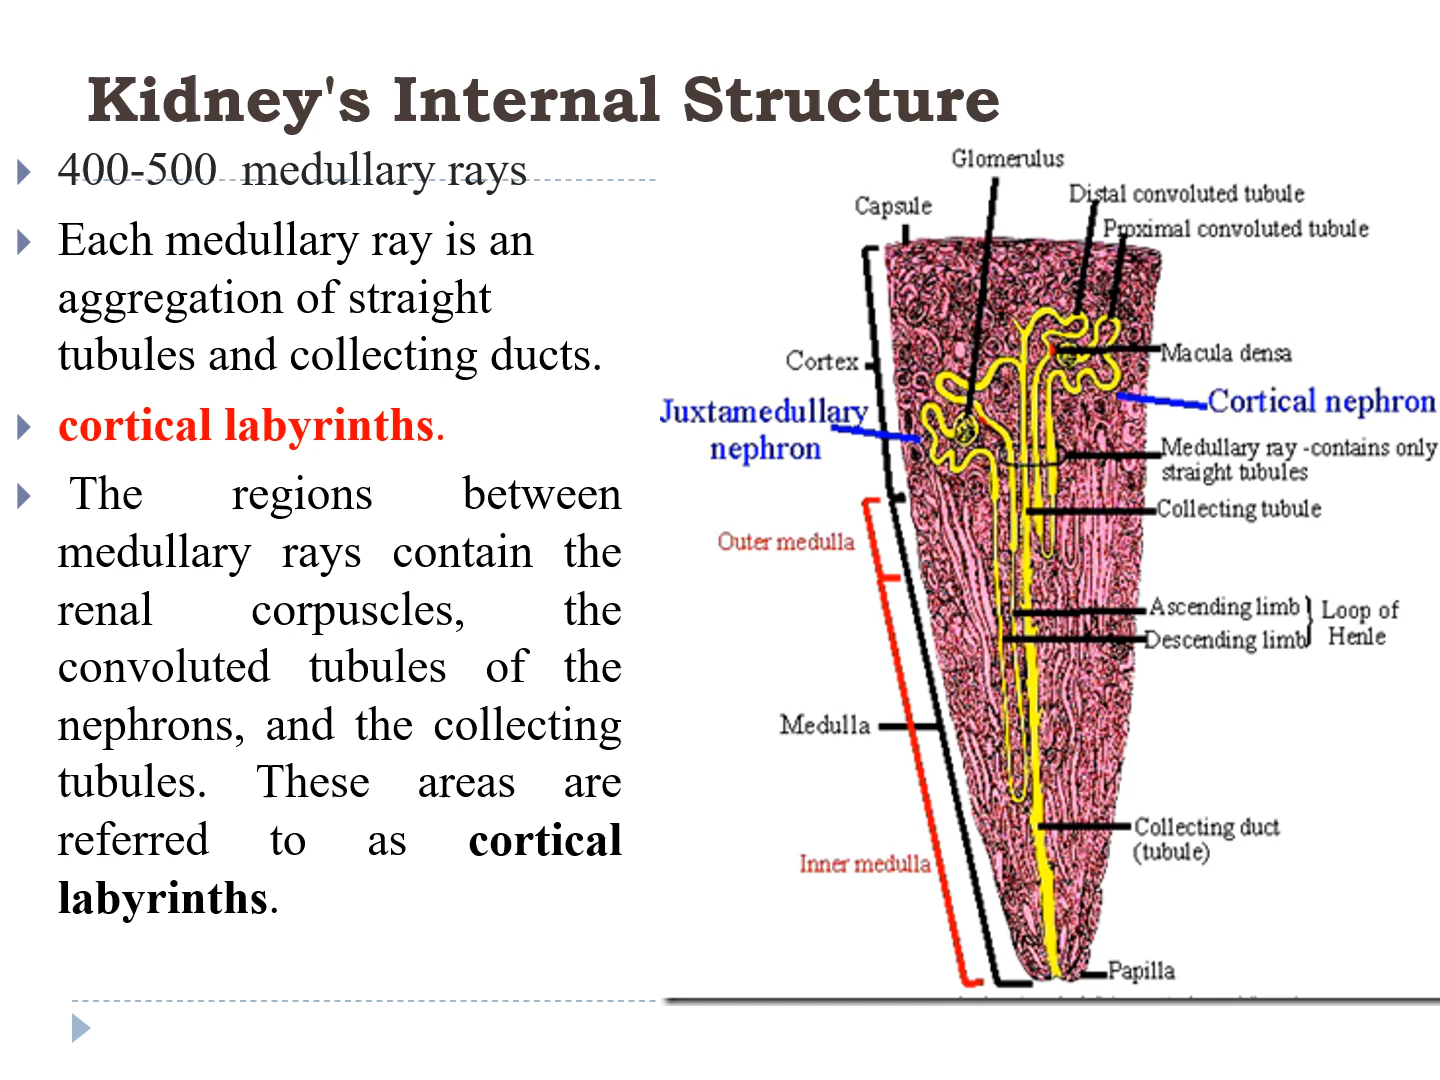 Kidney's Internal Structure
400-500 medullary rays
Each medullary ray is an
aggregation of straight
tubules and collecting ducts.
cortical labyrinths.
The regions between
medullary rays contain the
renal corpuscles, the
convoluted tubules of the
nephrons, and the collecting
tubules. These areas are
referred to as cortical
labyrinths.
Glomerulus
Capsule
Distal convoluted tubule
Proximal convoluted tubule
Cortex
Macula densa
Juxtamedullary
nephron
Cortical nephron
Medullary ray -contains only
straight tubules
Collecting tubule
Outer medulla
Ascending limb
Descending limb
Loop of
Henle
Medulla
Collecting duct
(tubule)
Inner medulla
Papilla